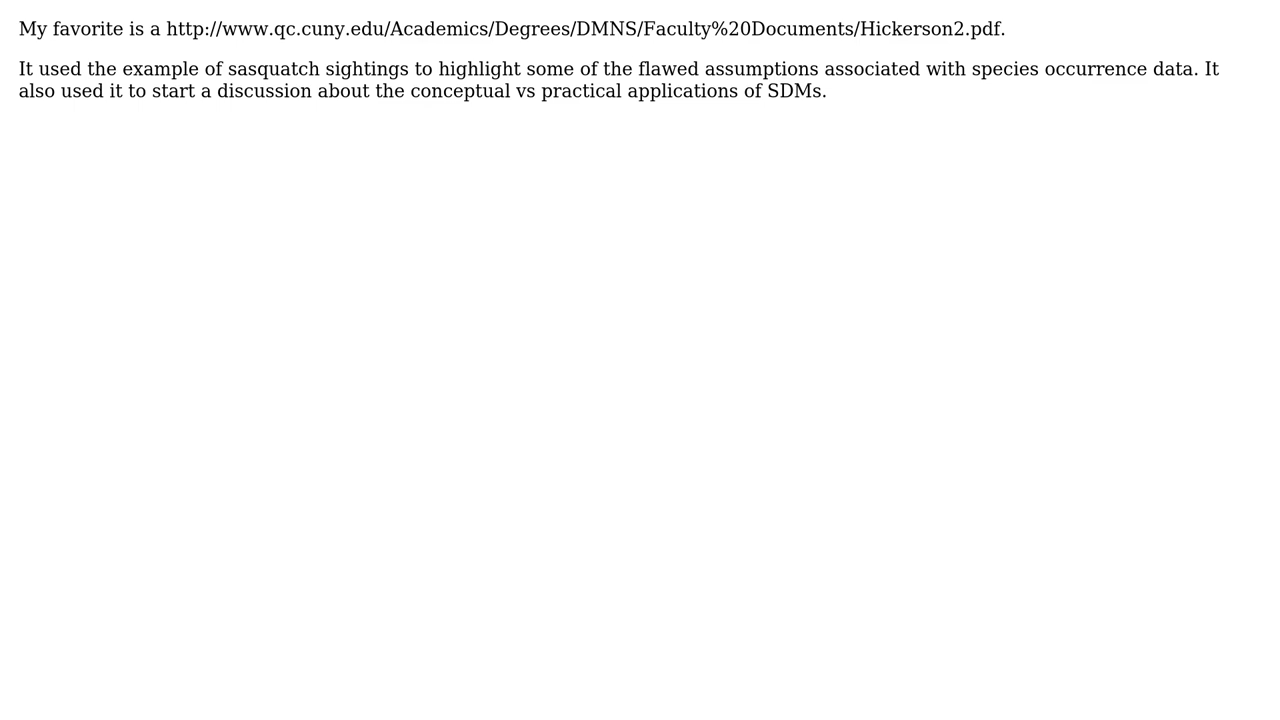 My favorite is a http://www.qc.cuny.edu/Academics/Degrees/DMNS/Faculty%20Documents/Hickerson2.pdf.
It used the example of sasquatch sightings to highlight some of the flawed assumptions associated with species occurrence data. It
also used it to start a discussion about the conceptual vs practical applications of SDMs.